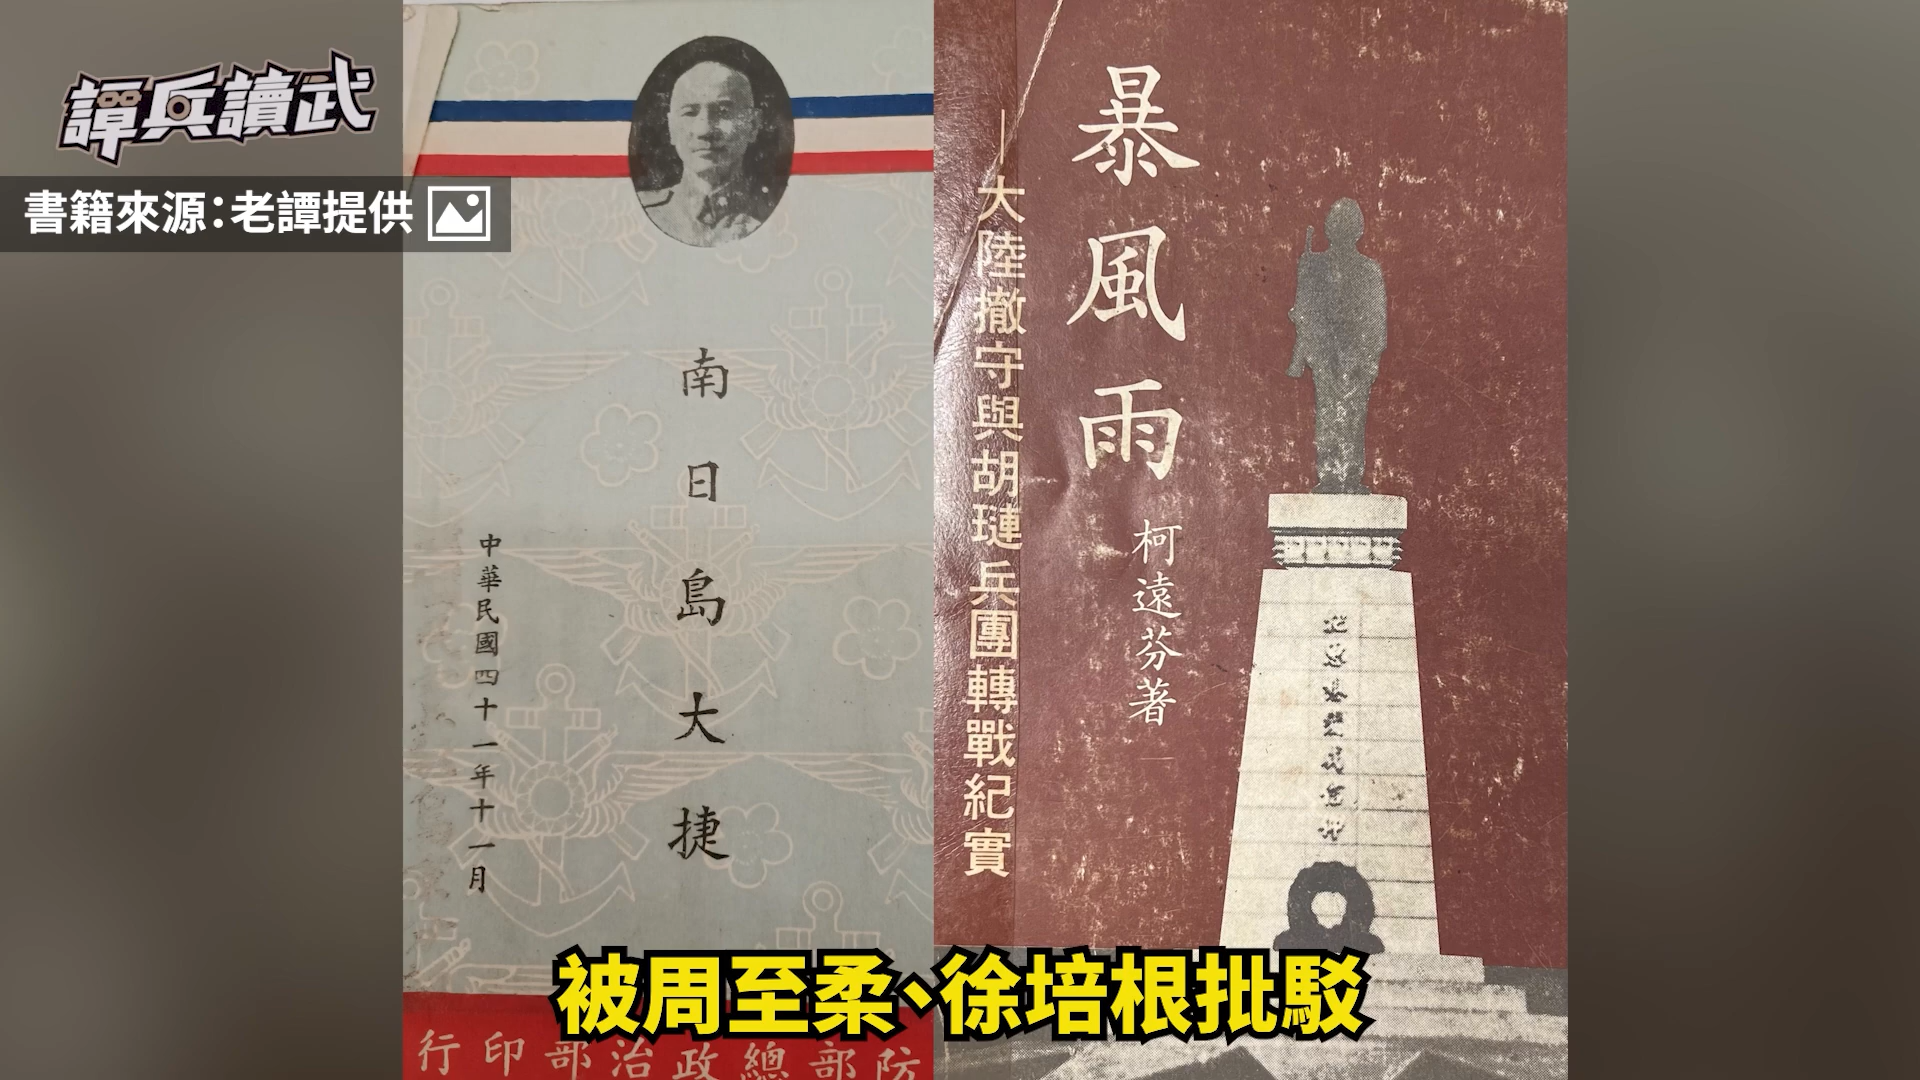 譚兵讀武
書籍來源：老譚提供
南日島大捷
中華民國四十一年十一月
防部總政治部印行
暴風雨
—大陸撤守與胡璉兵團轉戰紀實
柯遠芬著
被周至柔、徐培根批駁